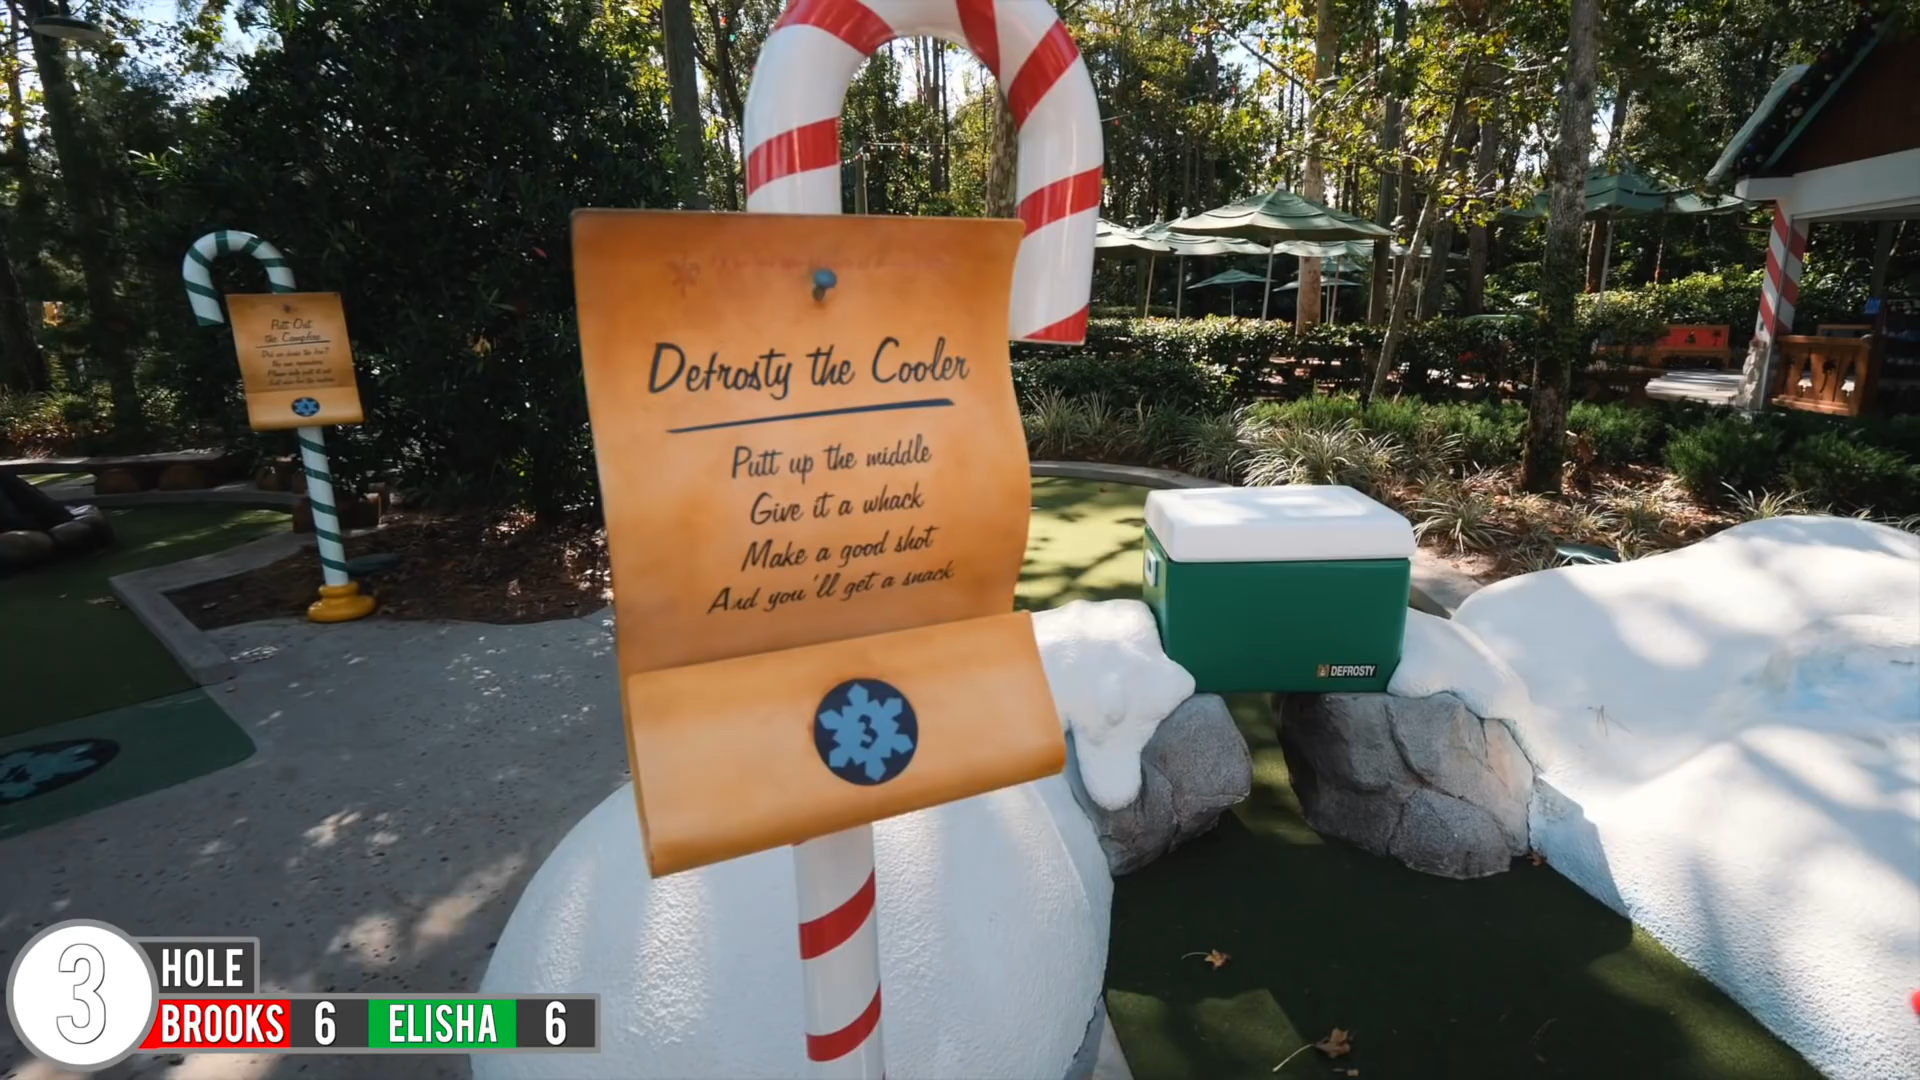 Putt Out
the Campfire
Defrosty the Cooler
Putt up the middle
Give it a whack
Make a good shot
And you'll get a snack
3
DEFROSTY
3
HOLE
BROOKS 6 ELISHA 6